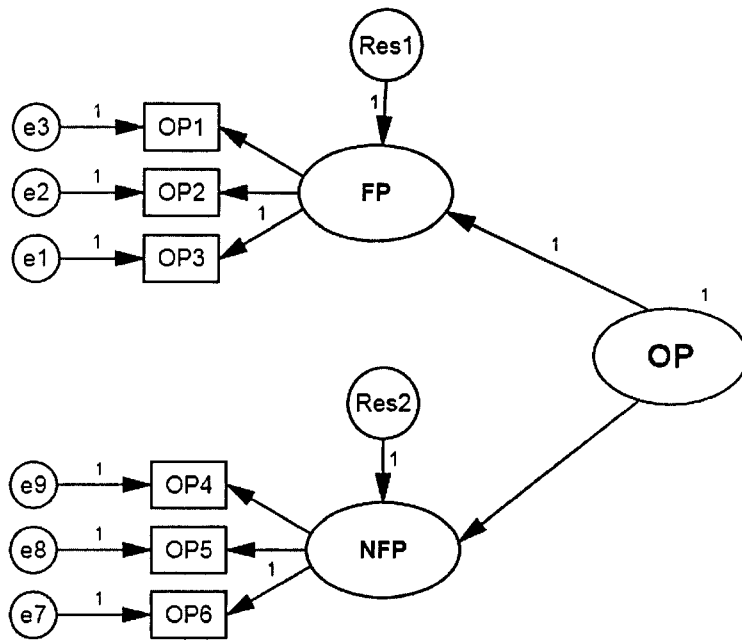 Res1
1
e3 1 OP1
e2 1 OP2 FP
1
e1 1 OP3
1
1
OP
Res2
1
e9 1 OP4
e8 1 OP5 NFP
1
e7 1 OP6